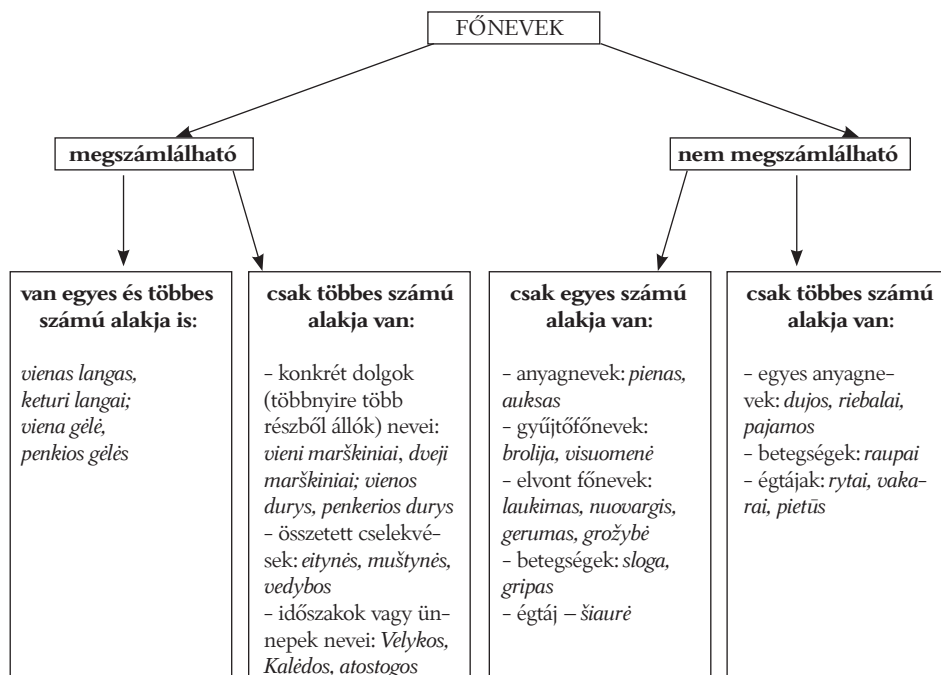 FŐNEVEK
megszámlálható
nem megszámlálható
van egyes és többes
számú alakja is:
vienas langas,
keturi langai;
viena gėlė,
penkios gėlės
csak többes számú
alakja van:
– konkrét dolgok
(többnyire több
részből állók) nevei:
vieni marškiniai, dveji
marškiniai; vienos
durys, penkerios durys
– összetett cselekvé-
sek: eitynės, muštynės,
vedybos
– időszakok vagy ün-
nepek nevei: Velykos,
Kalėdos, atostogos
csak egyes számú
alakja van:
– anyagnevek: pienas,
auksas
– gyűjtőfőnevek:
brolija, visuomenė
– elvont főnevek:
laukimas, nuovargis,
gerumas, grožybė
– betegségek: sloga,
gripas
– égtáj – šiaurė
csak többes számú
alakja van:
– egyes anyagne-
vek: dujos, riebalai,
pajamos
– betegségek: raupai
– égtájak: rytai, vaka-
rai, pietūs